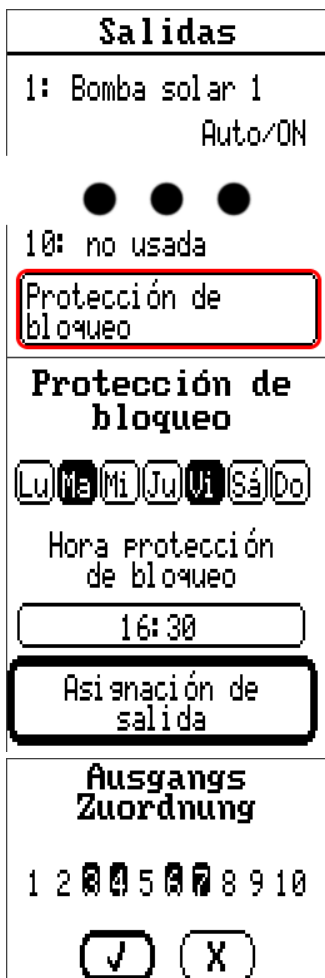 Salidas
1: Bomba solar 1
Auto/ON
10: no usada
Protección de
bloqueo
Protección de
bloqueo
Lu Ma Mi Ju Vi Sá Do
Hora protección
de bloqueo
16:30
Asignación de
salida
Ausgangs
Zuordnung
1 2 3 4 5 6 7 8 9 10
√ X